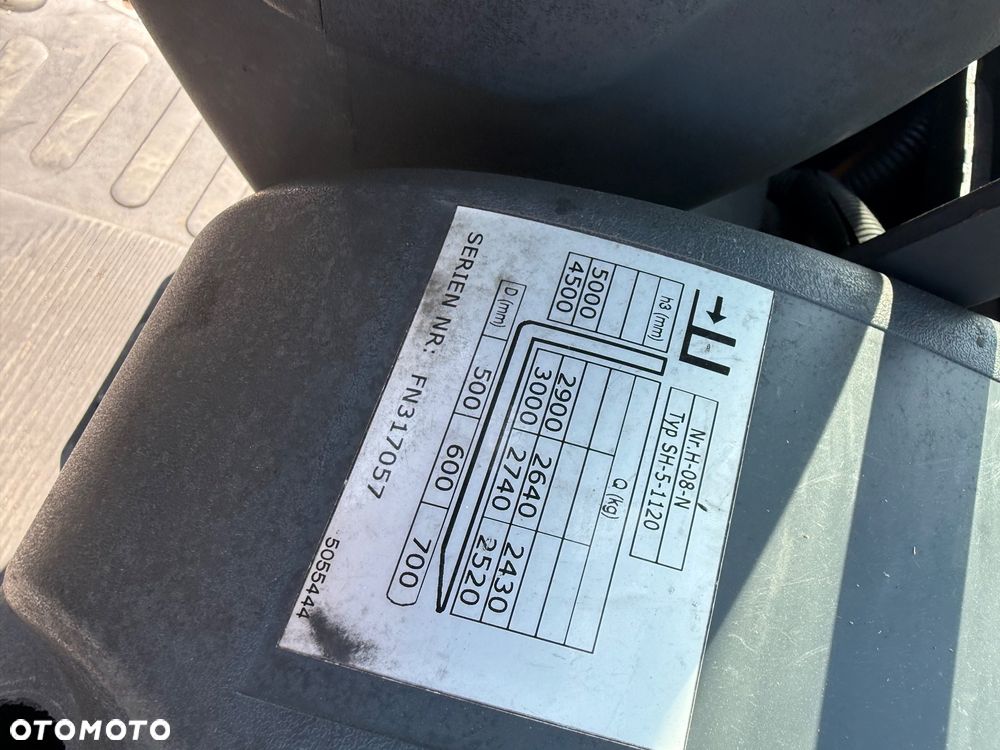 Nr.H-08-N
Typ SH-5-1120
h3 (mm)
Q (kg)
5000 2900 2640 2430
4500 3000 2740 2520
D (mm) 500 600 700
SERIEN NR: FN317057
5055444
OTOMOTO